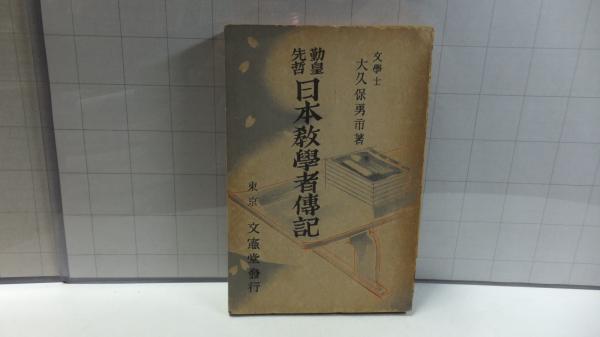 文學士 大久保勇市著
勤皇
先哲
日本教學者傳記
東京 文憲堂發行